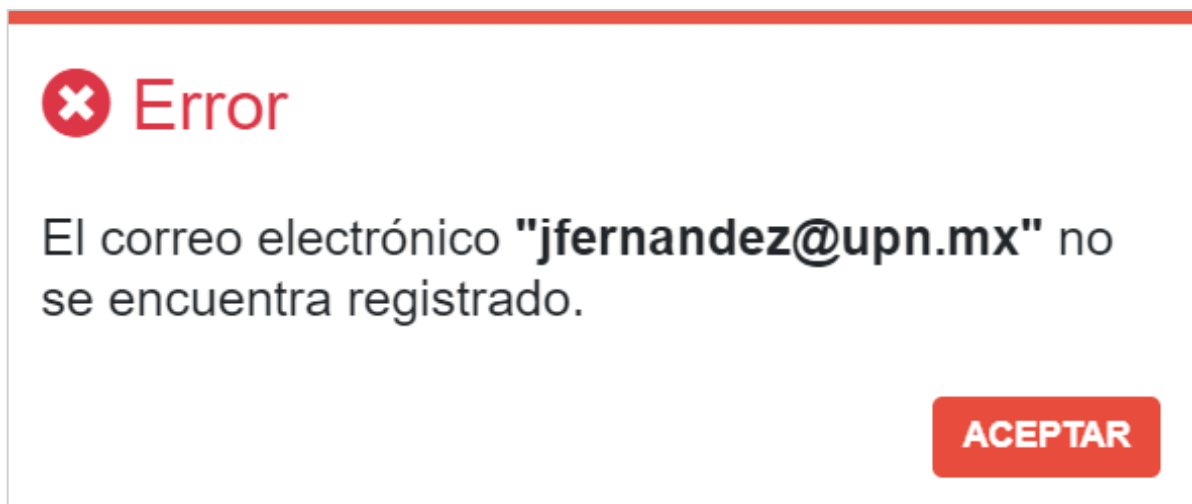 Error
El correo electrónico "jfernandez@upn.mx" no
se encuentra registrado.
ACEPTAR